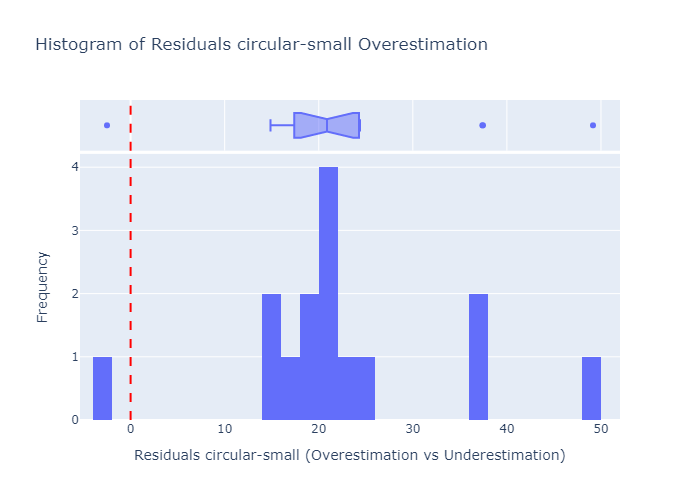 Histogram of Residuals circular-small Overestimation
4
3
2
1
0
Frequency
0 10 20 30 40 50
Residuals circular-small (Overestimation vs Underestimation)